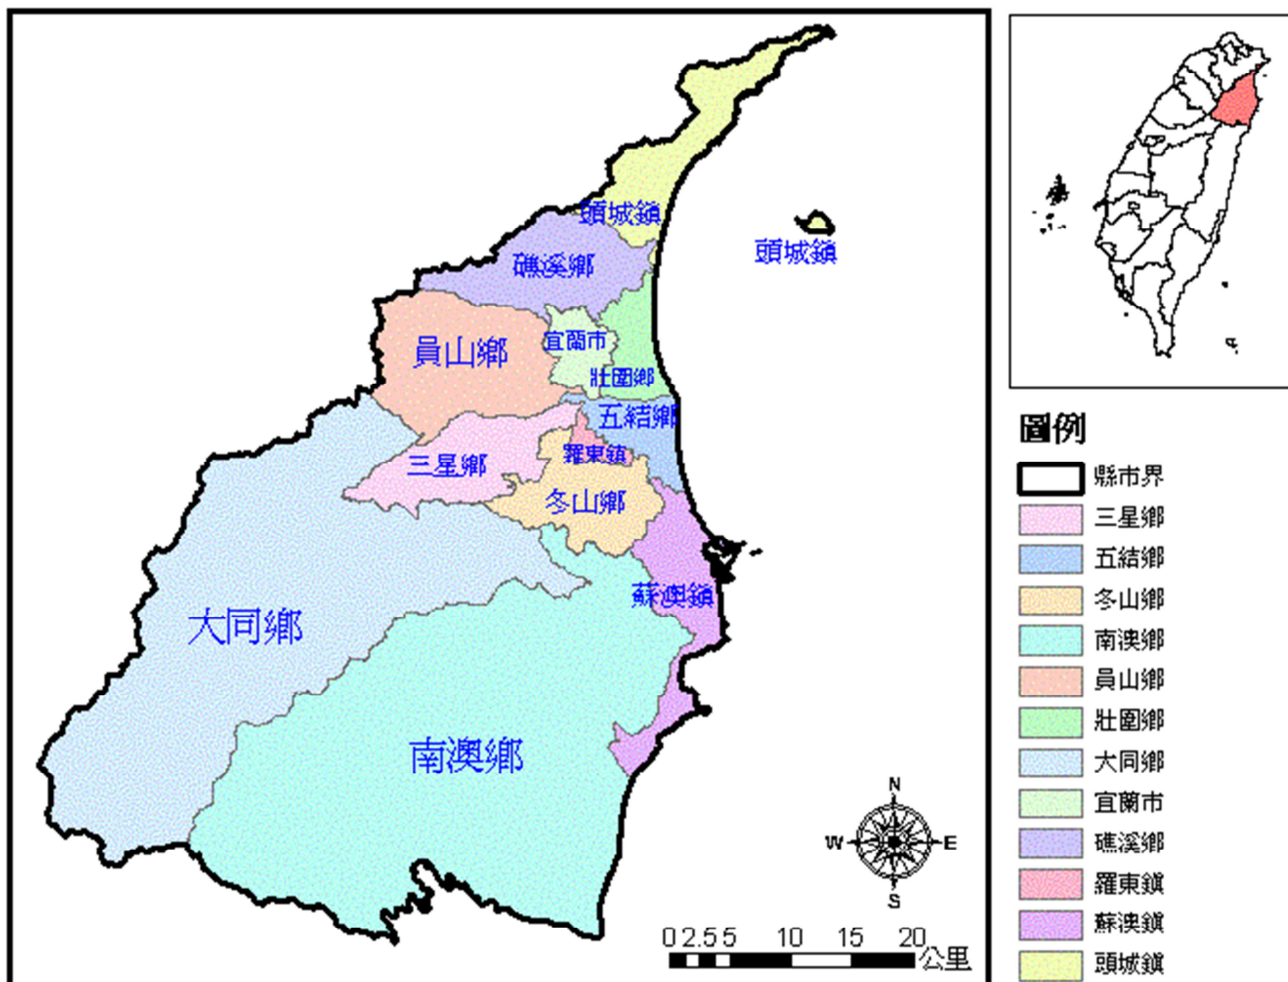 頭城鎮
頭城鎮
礁溪鄉
宜蘭市
員山鄉
壯圍鄉
五結鄉
羅東鎮
三星鄉
冬山鄉
蘇澳鎮
大同鄉
南澳鄉
N
W E
S
0 2.5 5 10 15 20
公里
圖例
縣市界
三星鄉
五結鄉
冬山鄉
南澳鄉
員山鄉
壯圍鄉
大同鄉
宜蘭市
礁溪鄉
羅東鎮
蘇澳鎮
頭城鎮